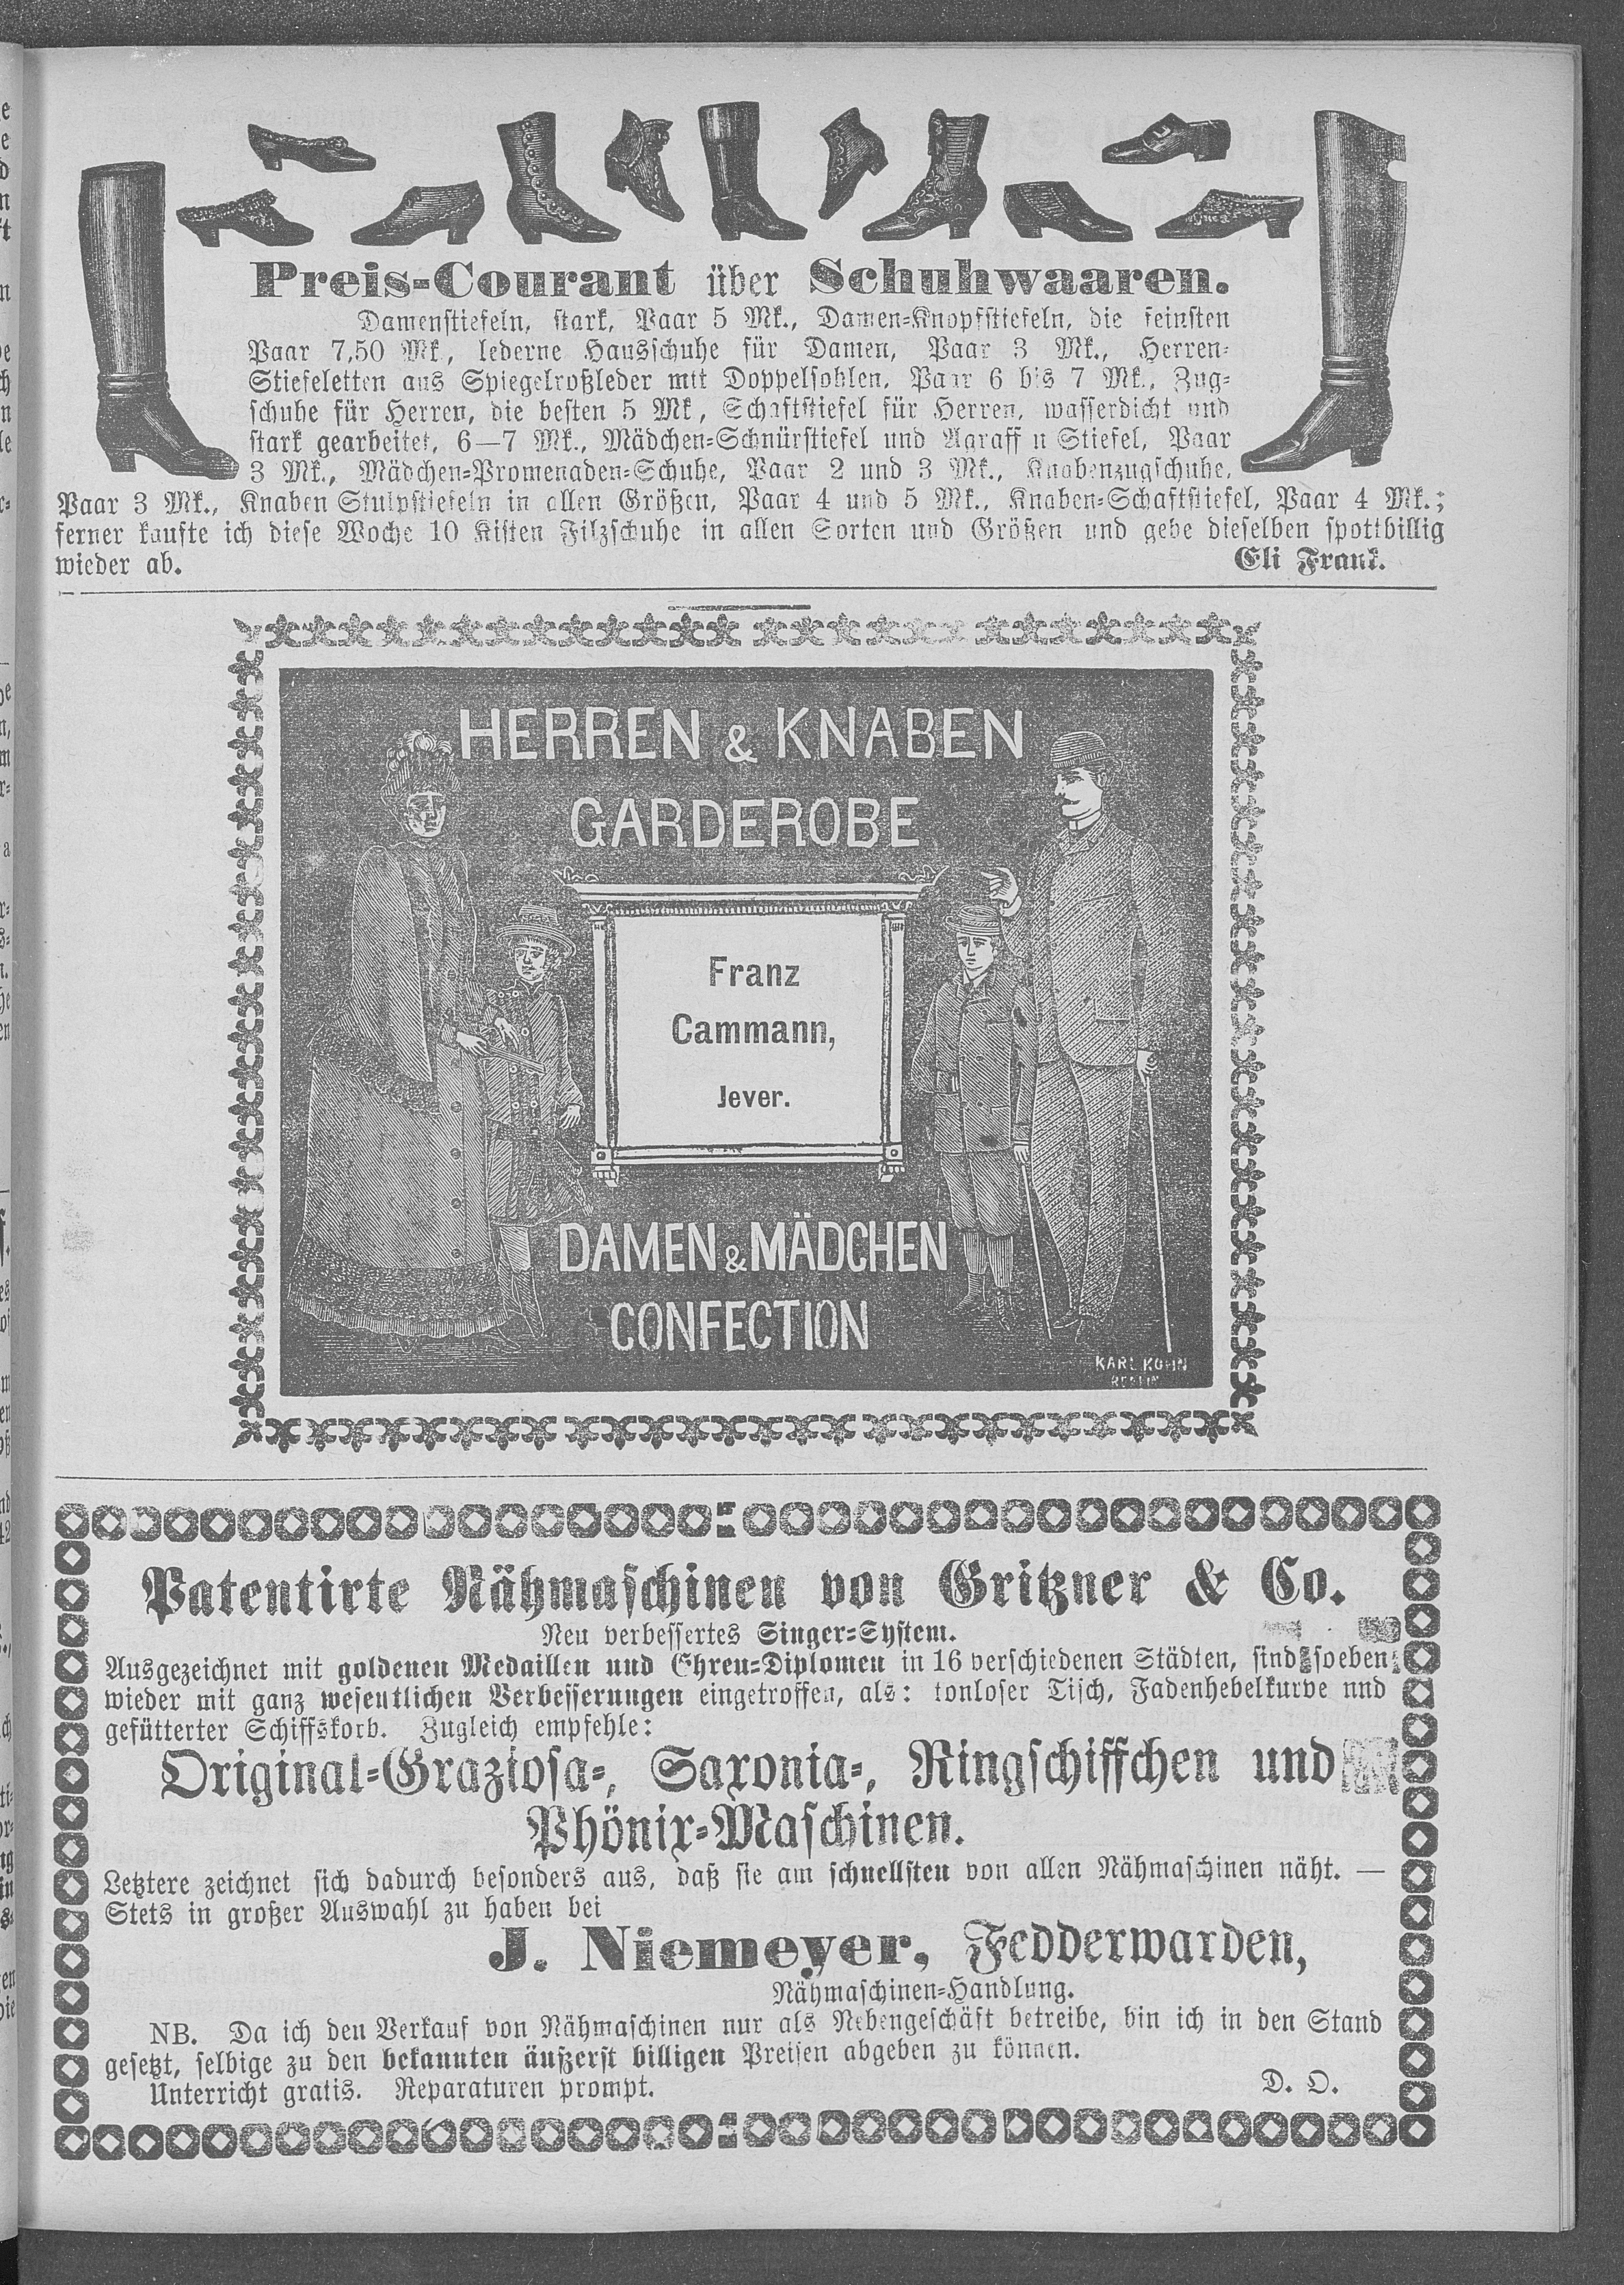 Preis-Courant über Schuhwaaren.
Damenstiefeln, stark, Paar 5 Mk., Damen-Knopfstiefeln, die feinsten
Paar 7,50 Mk, lederne Hausschuhe für Damen, Paar 3 Mk., Herren-
Stiefeletten aus Spiegelroßleder mit Doppelsohlen, Paar 6 bis 7 Mk., Zug-
schuhe für Herren, die besten 5 Mk, Schaftstiefel für Herren, wasserdicht und
stark gearbeitet, 6—7 Mk., Mädchen-Schnürstiefel und Agraff n Stiefel, Paar
3 Mk., Mädchen-Promenaden-Schuhe, Paar 2 und 3 Mk., Knabenzugschuhe,
Paar 3 Mk., Knaben Stulpstiefeln in allen Größen, Paar 4 und 5 Mk., Knaben-Schaftstiefel, Paar 4 Mk.;
ferner kaufte ich diese Woche 10 Kisten Filzschuhe in allen Sorten und Größen und gebe dieselben spottbillig
wieder ab. Eli Frank.
HERREN & KNABEN
GARDEROBE
Franz
Cammann,
Jever.
DAMEN & MÄDCHEN
CONFECTION
KARL KOHN
BERLIN
Patentirte Nähmaschinen von Gritzner & Co.
Neu verbessertes Singer-System.
Ausgezeichnet mit goldenen Medaillen und Ehren-Diplomen in 16 verschiedenen Städten, sind soeben
wieder mit ganz wesentlichen Verbesserungen eingetroffen, als: tonloser Tisch, Fadenhebelkurve und
gefütterter Schiffskorb. Zugleich empfehle:
Original-Graziosa-, Saxonia-, Ringschiffchen und
Phönix-Maschinen.
Letztere zeichnet sich dadurch besonders aus, daß sie am schnellsten von allen Nähmaschinen näht. —
Stets in großer Auswahl zu haben bei
J. Niemeyer, Fedderwarden,
Nähmaschinen-Handlung.
NB. Da ich den Verkauf von Nähmaschinen nur als Nebengeschäft betreibe, bin ich in den Stand
gesetzt, selbige zu den bekannten äußerst billigen Preisen abgeben zu können.
Unterricht gratis. Reparaturen prompt. D. O.